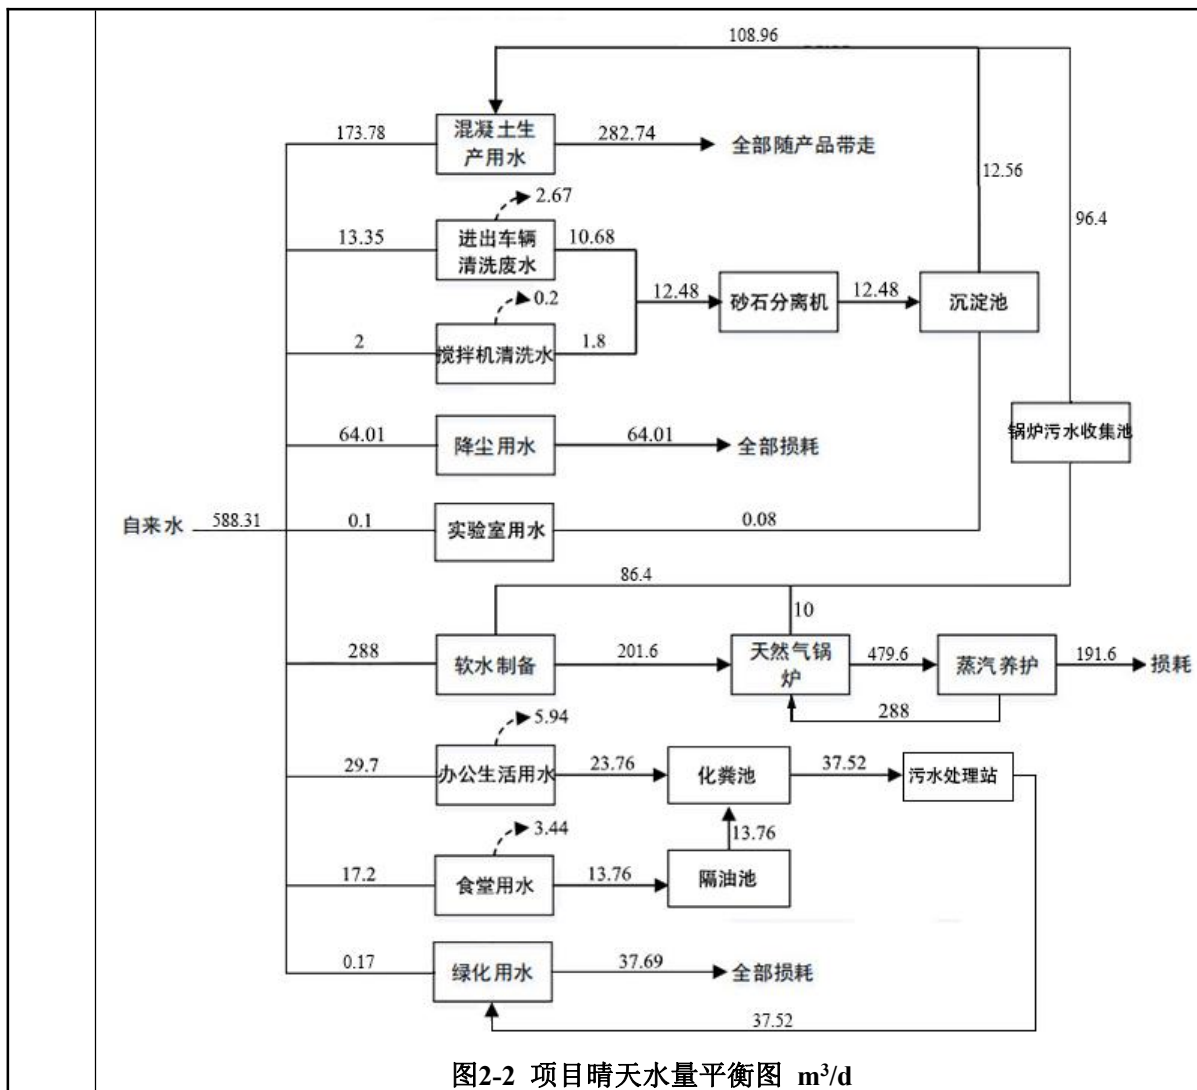 108.96
173.78
混凝土生
产用水
282.74
全部随产品带走
12.56
96.4
2.67
13.35
进出车辆
清洗废水
10.68
12.48
砂石分离机
12.48
沉淀池
0.2
2
搅拌机清洗水
1.8
64.01
降尘用水
64.01
全部损耗
锅炉污水收集池
自来水
588.31
0.1
实验室用水
0.08
86.4
10
288
软水制备
201.6
天然气锅
炉
479.6
蒸汽养护
191.6
损耗
288
5.94
29.7
办公生活用水
23.76
化粪池
37.52
污水处理站
3.44
13.76
17.2
食堂用水
13.76
隔油池
0.17
绿化用水
37.69
全部损耗
37.52
图2-2 项目晴天水量平衡图 m³/d